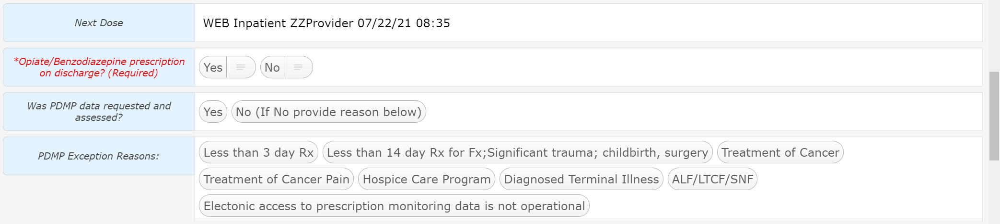 Next Dose
WEB Inpatient ZZProvider 07/22/21 08:35
*Opiate/Benzodiazepine prescription
on discharge? (Required)
Yes No
Was PDMP data requested and
assessed?
Yes No (If No provide reason below)
PDMP Exception Reasons:
Less than 3 day Rx Less than 14 day Rx for Fx;Significant trauma; childbirth, surgery Treatment of Cancer
Treatment of Cancer Pain Hospice Care Program Diagnosed Terminal Illness ALF/LTCF/SNF
Electonic access to prescription monitoring data is not operational